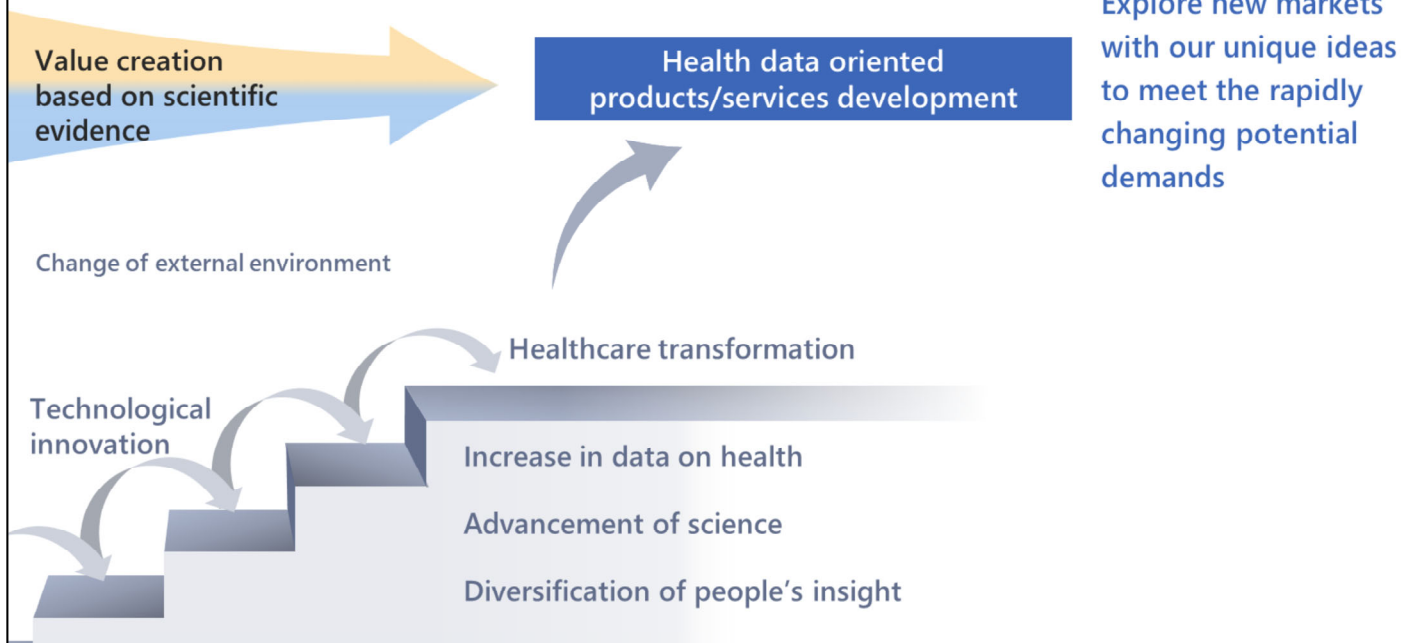 Explore new markets
with our unique ideas
to meet the rapidly
changing potential
demands
Value creation
based on scientific
evidence
Health data oriented
products/services development
Change of external environment
Healthcare transformation
Technological
innovation
Increase in data on health
Advancement of science
Diversification of people's insight